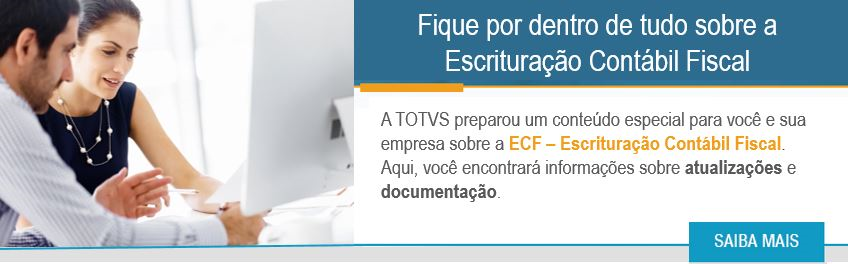 Fique por dentro de tudo sobre a
Escrituração Contábil Fiscal
A TOTVS preparou um conteúdo especial para você e sua
empresa sobre a ECF – Escrituração Contábil Fiscal.
Aqui, você encontrará informações sobre atualizações e
documentação.
SAIBA MAIS